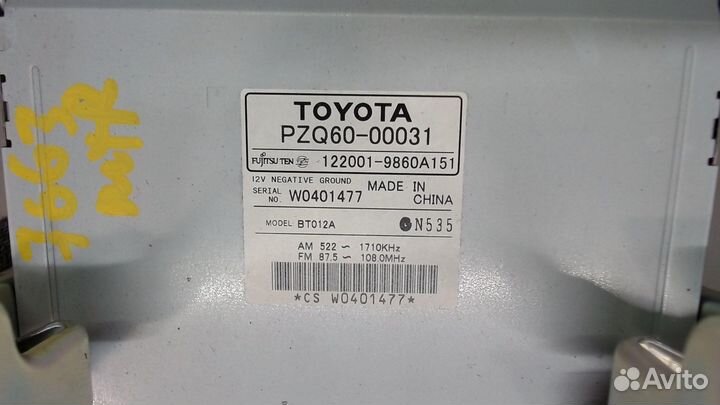 TOYOTA
PZQ60-00031
FUJITSU TEN 122001-9860A151
12V NEGATIVE GROUND
SERIAL NO. W0401477 MADE IN CHINA
MODEL BT012A N535
AM 522 ~ 1710KHz
FM 87.5 ~ 108.0MHz
*CS W0401477*
7663
Avito